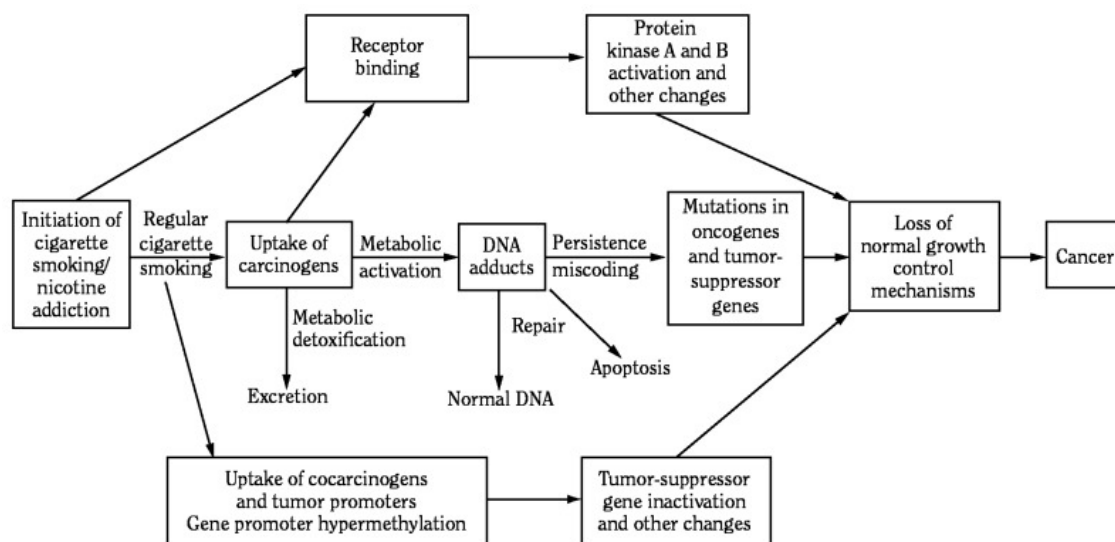 Receptor
binding
Protein
kinase A and B
activation and
other changes
Initiation of
cigarette
smoking/
nicotine
addiction
Regular
cigarette
smoking
Uptake of
carcinogens
Metabolic
activation
DNA
adducts
Persistence
miscoding
Mutations in
oncogenes
and tumor-
suppressor
genes
Loss of
normal growth
control
mechanisms
Cancer
Metabolic
detoxification
Repair
Apoptosis
Excretion
Normal DNA
Uptake of cocarcinogens
and tumor promoters
Gene promoter hypermethylation
Tumor-suppressor
gene inactivation
and other changes